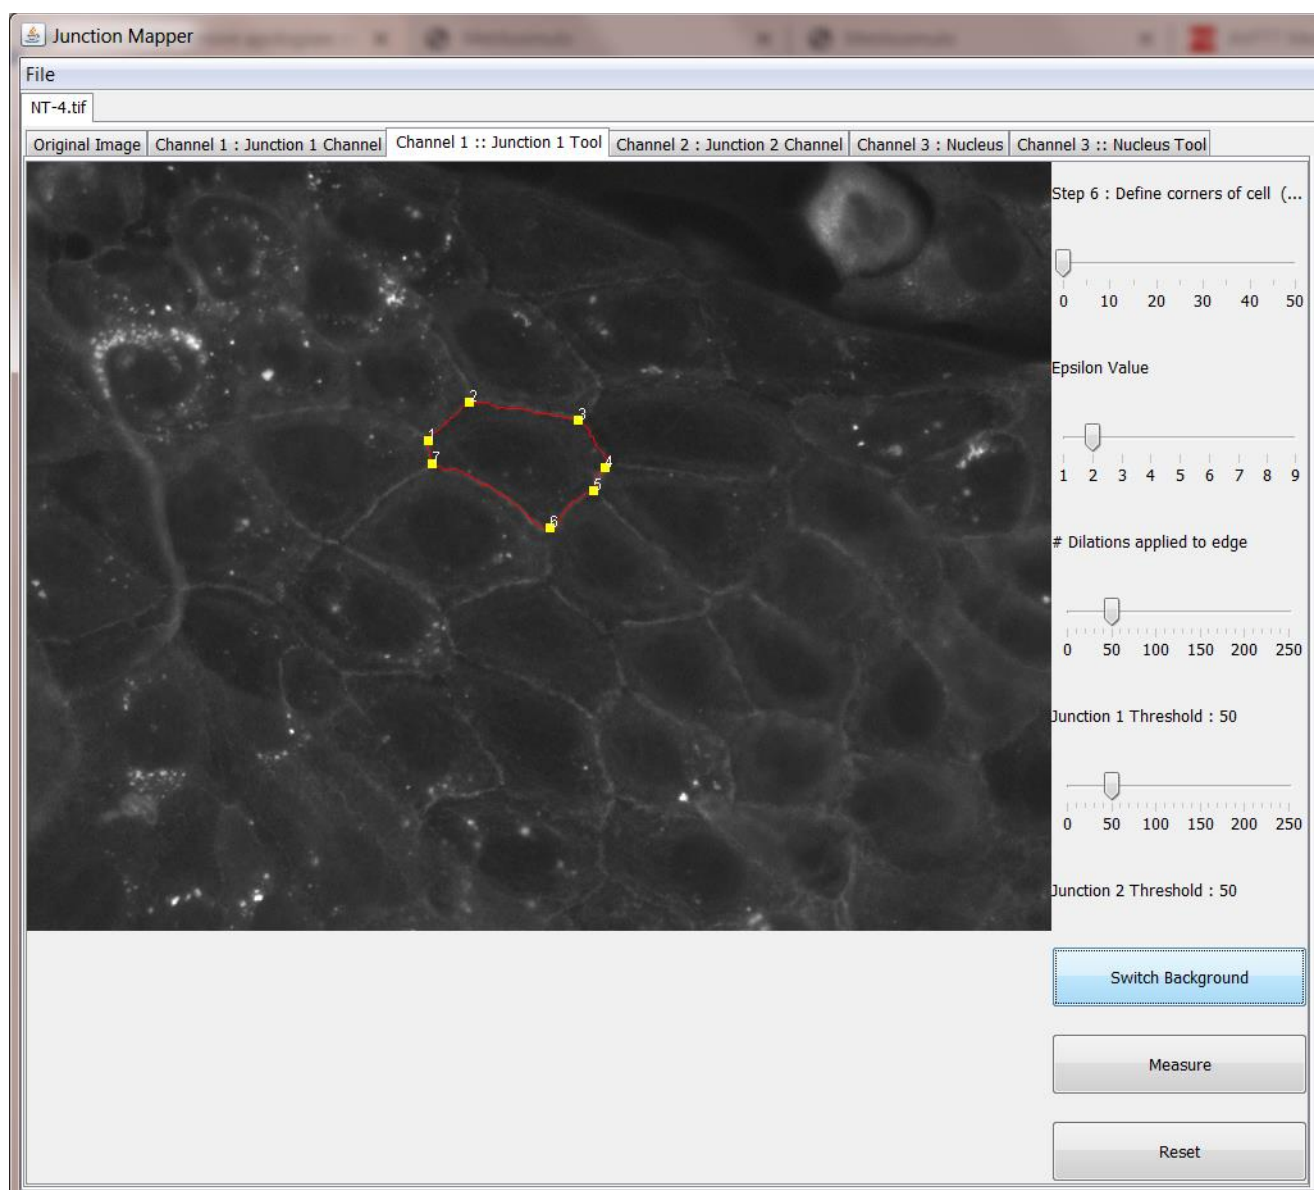 Junction Mapper
File
NT-4.tif
Original Image Channel 1 : Junction 1 Channel Channel 1 :: Junction 1 Tool Channel 2 : Junction 2 Channel Channel 3 : Nucleus Channel 3 :: Nucleus Tool
Step 6 : Define corners of cell (...
0 10 20 30 40 50
Epsilon Value
1 2 3 4 5 6 7 8 9
# Dilations applied to edge
0 50 100 150 200 250
Junction 1 Threshold : 50
0 50 100 150 200 250
Junction 2 Threshold : 50
Switch Background
Measure
Reset
2
3
1
7
4
5
6